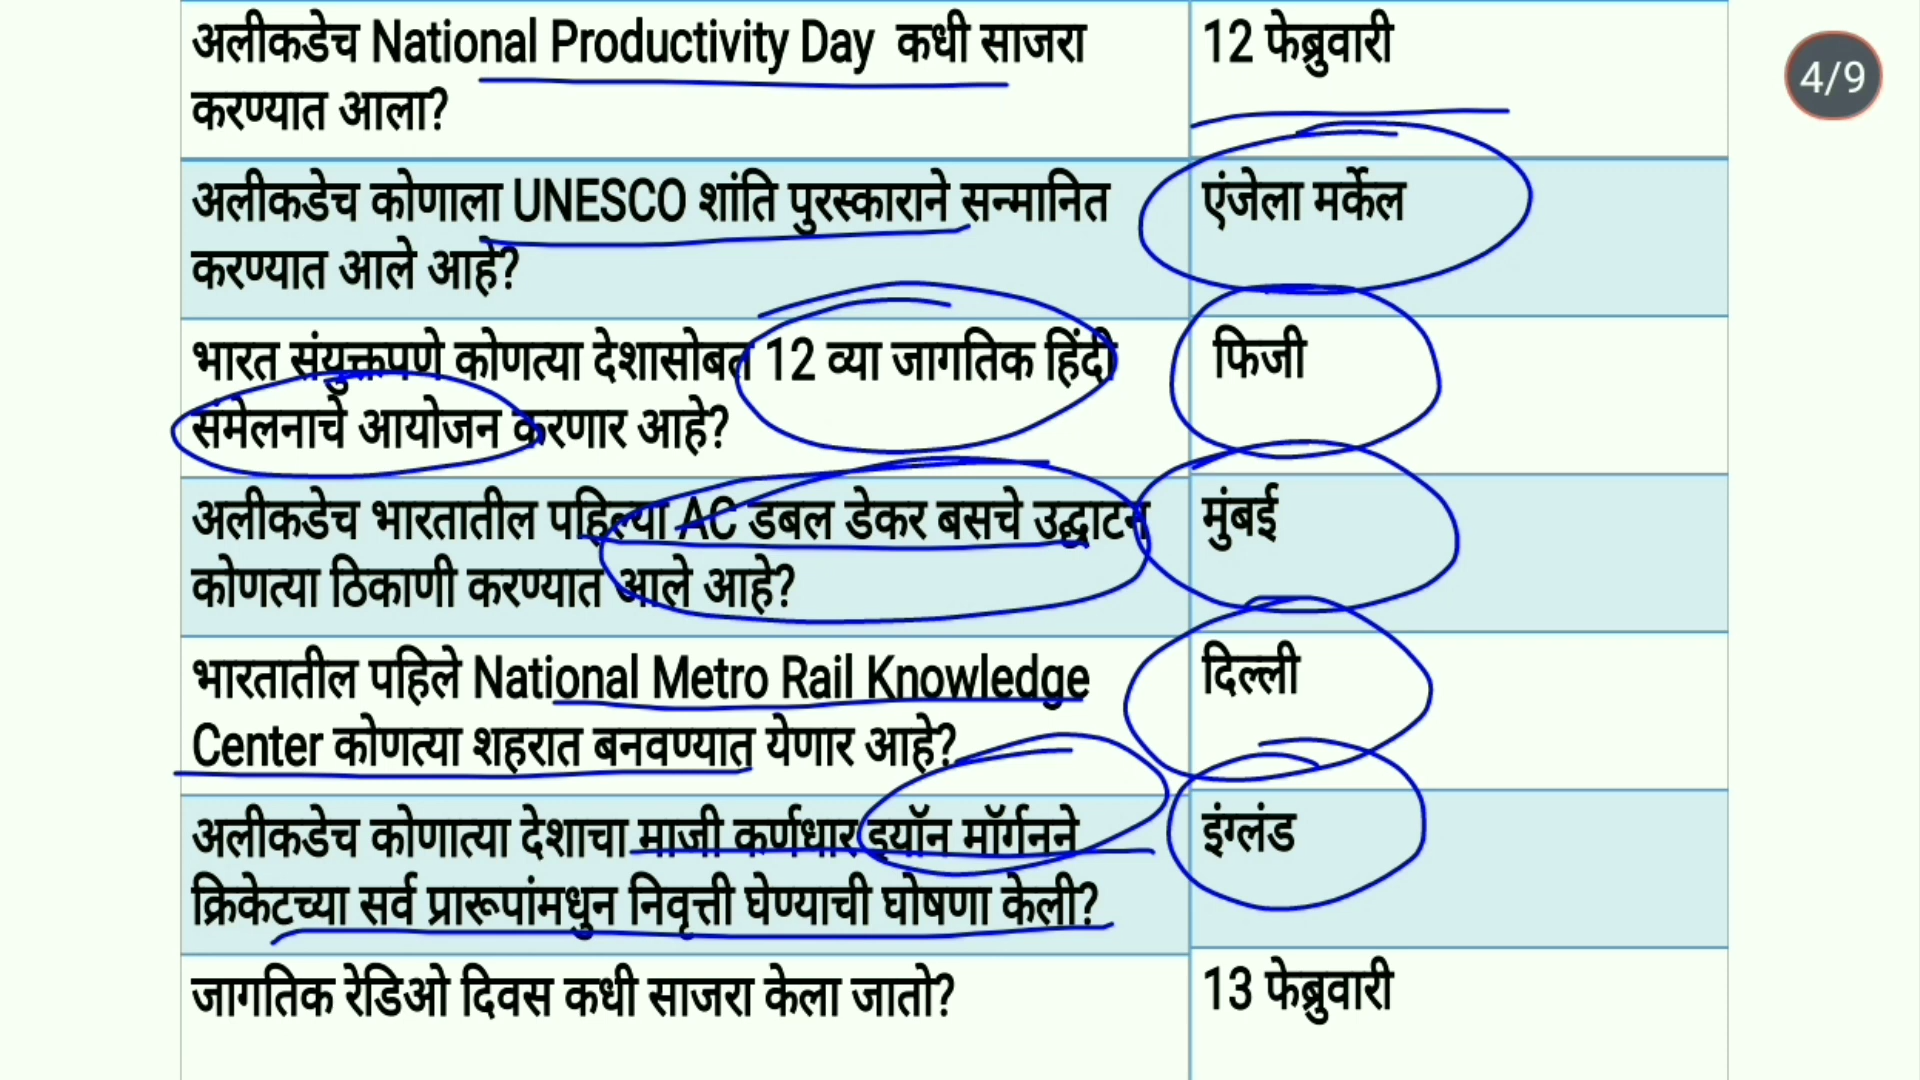 अलीकडेच National Productivity Day कधी साजरा
करण्यात आला?
12 फेब्रुवारी
4/9
अलीकडेच कोणाला UNESCO शांति पुरस्काराने सन्मानित
करण्यात आले आहे?
एंजेला मर्केल
भारत संयुक्तपणे कोणत्या देशासोबत 12 व्या जागतिक हिंदी
संमेलनाचे आयोजन करणार आहे?
फिजी
अलीकडेच भारतातील पहिल्या AC डबल डेकर बसचे उद्घाटन
कोणत्या ठिकाणी करण्यात आले आहे?
मुंबई
भारतातील पहिले National Metro Rail Knowledge
Center कोणत्या शहरात बनवण्यात येणार आहे?
दिल्ली
अलीकडेच कोणात्या देशाचा माजी कर्णधार इयॉन मॉर्गनने
क्रिकेटच्या सर्व प्रारूपांमधुन निवृत्ती घेण्याची घोषणा केली?
इंग्लंड
जागतिक रेडिओ दिवस कधी साजरा केला जातो?
13 फेब्रुवारी